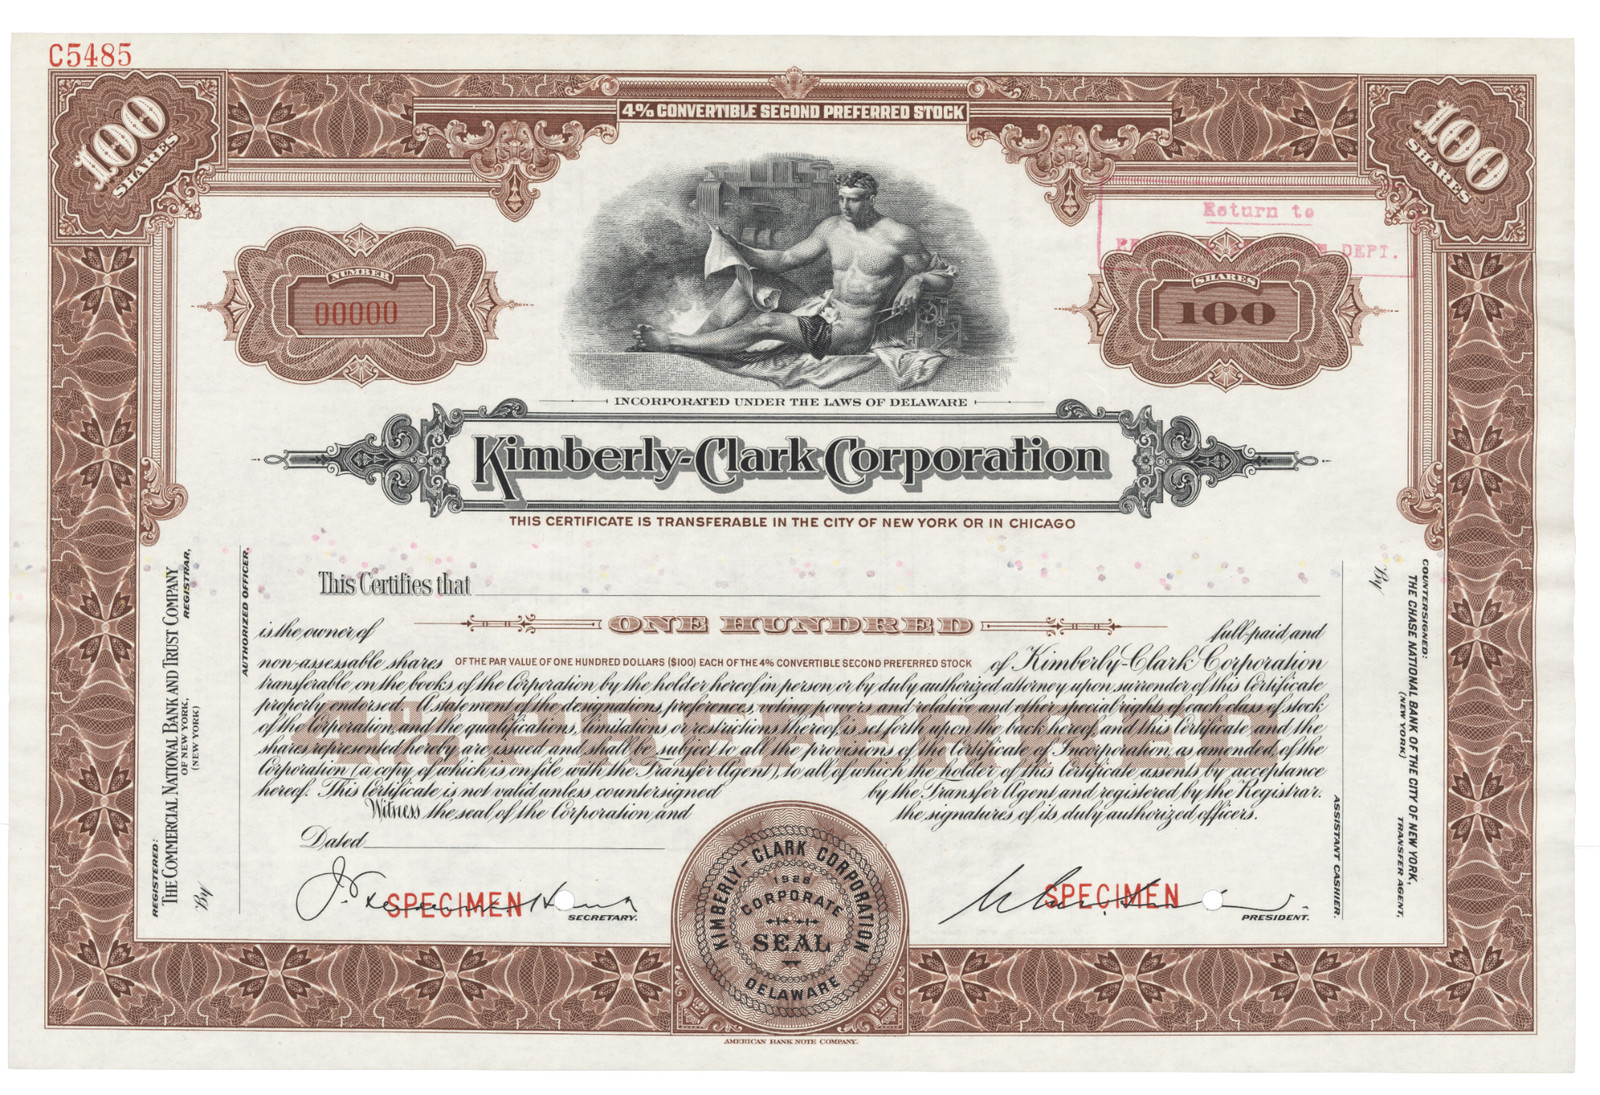 C5485
4% CONVERTIBLE SECOND PREFERRED STOCK
100
SHARES
100
SHARES
Return to
DEPT.
NUMBER
00000
SHARES
100
INCORPORATED UNDER THE LAWS OF DELAWARE
Kimberly-Clark Corporation
THIS CERTIFICATE IS TRANSFERABLE IN THE CITY OF NEW YORK OR IN CHICAGO
This Certifies that
is the owner of ONE HUNDRED full-paid and
non-assessable shares OF THE PAR VALUE OF ONE HUNDRED DOLLARS ($100) EACH OF THE 4% CONVERTIBLE SECOND PREFERRED STOCK of Kimberly-Clark Corporation
transferable on the books of the Corporation by the holder hereof in person or by duly authorized attorney upon surrender of this Certificate
properly endorsed. A statement of the designations, preferences, voting powers and relative and other special rights of each class of stock
of the Corporation, and the qualifications, limitations or restrictions thereof, is set forth upon the back hereof, and this Certificate and the
shares represented hereby are issued and shall be subject to all the provisions of the Certificate of Incorporation, as amended, of the
Corporation (a copy of which is on file with the Transfer Agent), to all of which the holder of this Certificate assents by acceptance
hereof. This Certificate is not valid unless countersigned by the Transfer Agent and registered by the Registrar.
Witness the seal of the Corporation and the signatures of its duly authorized officers.
PREFERRED
Dated
SPECIMEN
SECRETARY.
SPECIMEN
PRESIDENT.
KIMBERLY-CLARK CORPORATION
1928
CORPORATE
SEAL
DELAWARE
REGISTERED:
THE COMMERCIAL NATIONAL BANK AND TRUST COMPANY
OF NEW YORK,
(NEW YORK)
REGISTRAR,
By
AUTHORIZED OFFICER.
COUNTERSIGNED:
THE CHASE NATIONAL BANK OF THE CITY OF NEW YORK,
(NEW YORK)
TRANSFER AGENT,
By
ASSISTANT CASHIER.
AMERICAN BANK NOTE COMPANY.